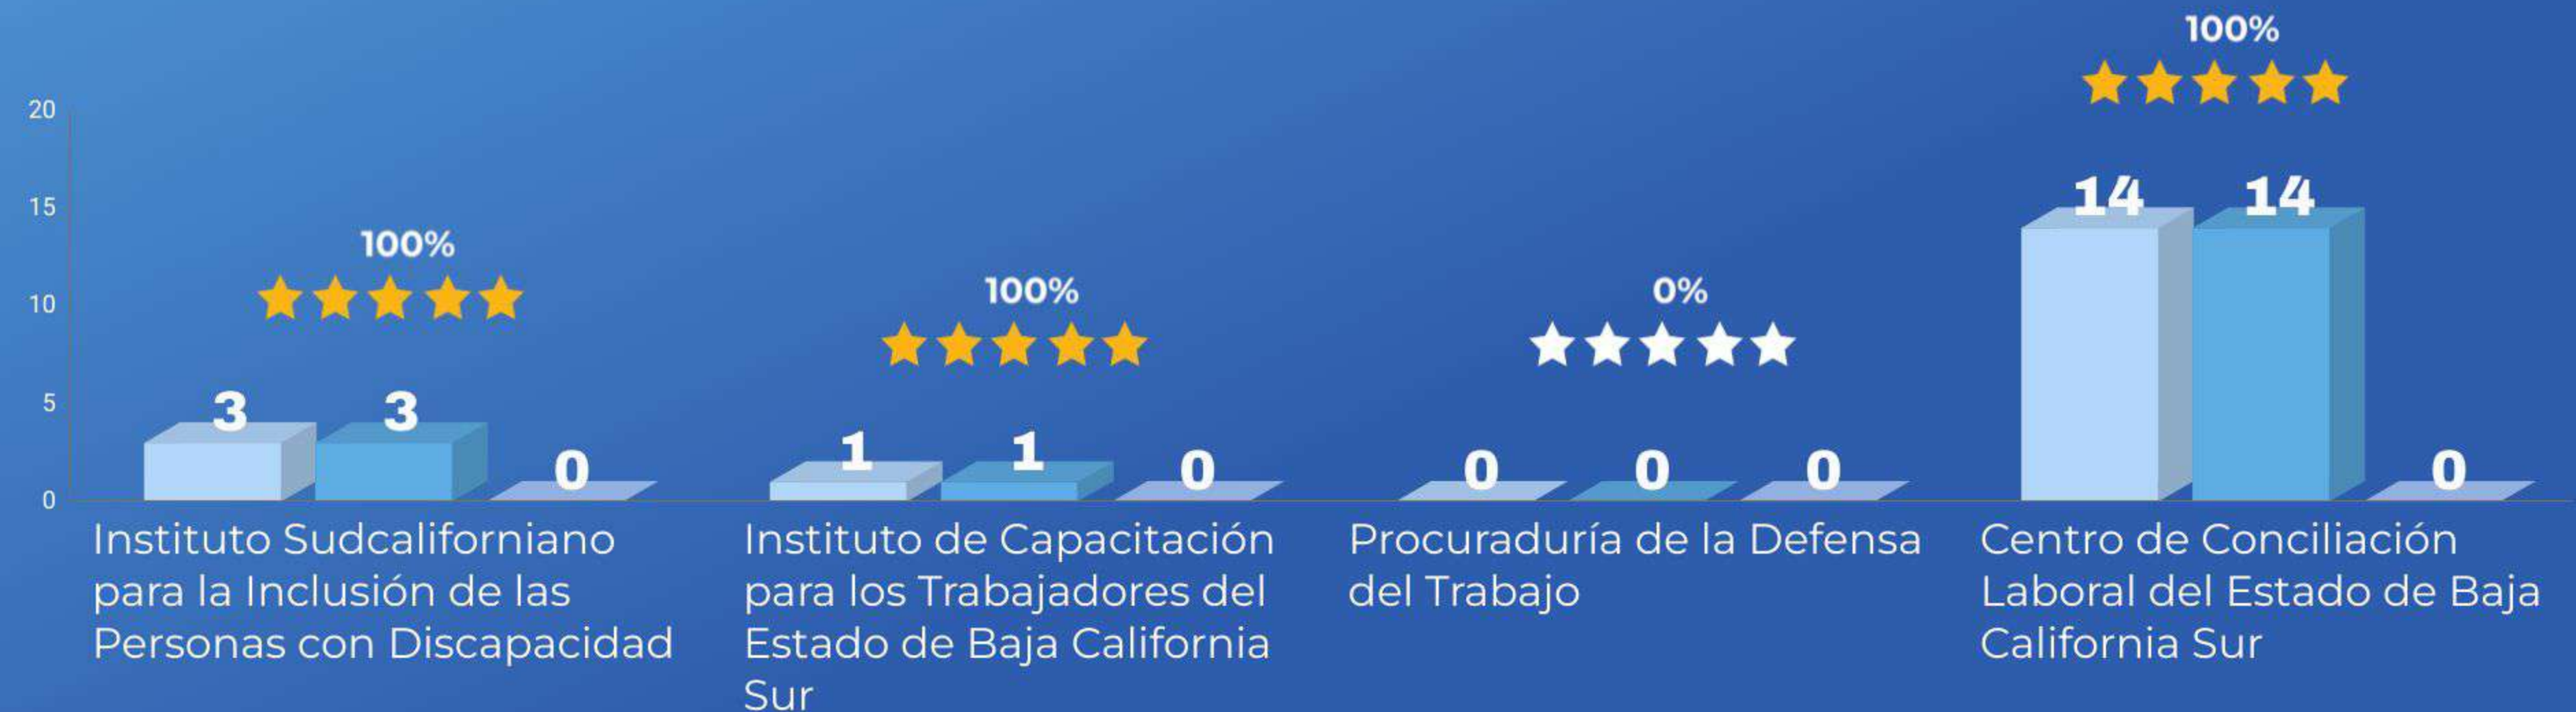 100%
20
15
10
5
0
100%
100%
0%
14 14 0
3 3 0
1 1 0
0 0 0
Instituto Sudcaliforniano
para la Inclusión de las
Personas con Discapacidad
Instituto de Capacitación
para los Trabajadores del
Estado de Baja California
Sur
Procuraduría de la Defensa
del Trabajo
Centro de Conciliación
Laboral del Estado de Baja
California Sur